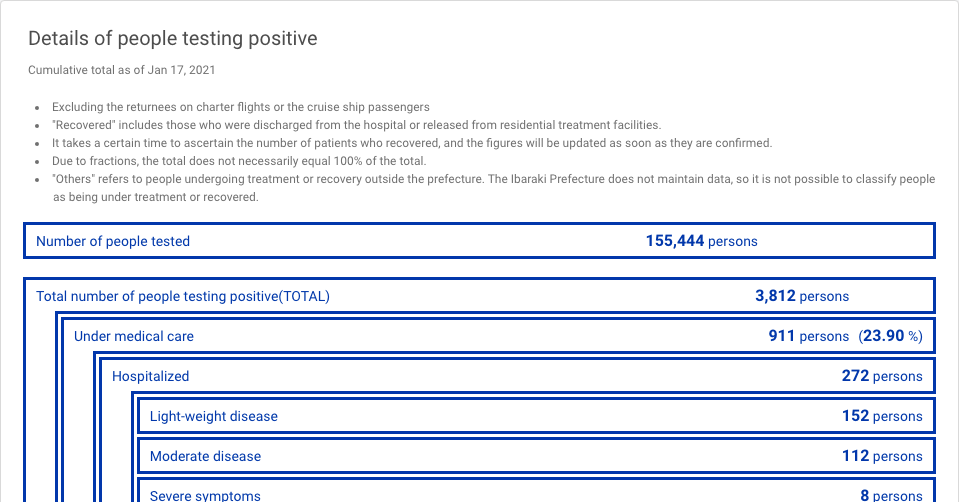 Details of people testing positive
Cumulative total as of Jan 17, 2021
• Excluding the returnees on charter flights or the cruise ship passengers
• "Recovered" includes those who were discharged from the hospital or released from residential treatment facilities.
• It takes a certain time to ascertain the number of patients who recovered, and the figures will be updated as soon as they are confirmed.
• Due to fractions, the total does not necessarily equal 100% of the total.
• "Others" refers to people undergoing treatment or recovery outside the prefecture. The Ibaraki Prefecture does not maintain data, so it is not possible to classify people
as being under treatment or recovered.
Number of people tested 155,444 persons
Total number of people testing positive(TOTAL) 3,812 persons
Under medical care 911 persons (23.90 %)
Hospitalized 272 persons
Light-weight disease 152 persons
Moderate disease 112 persons
Severe symptoms 8 persons